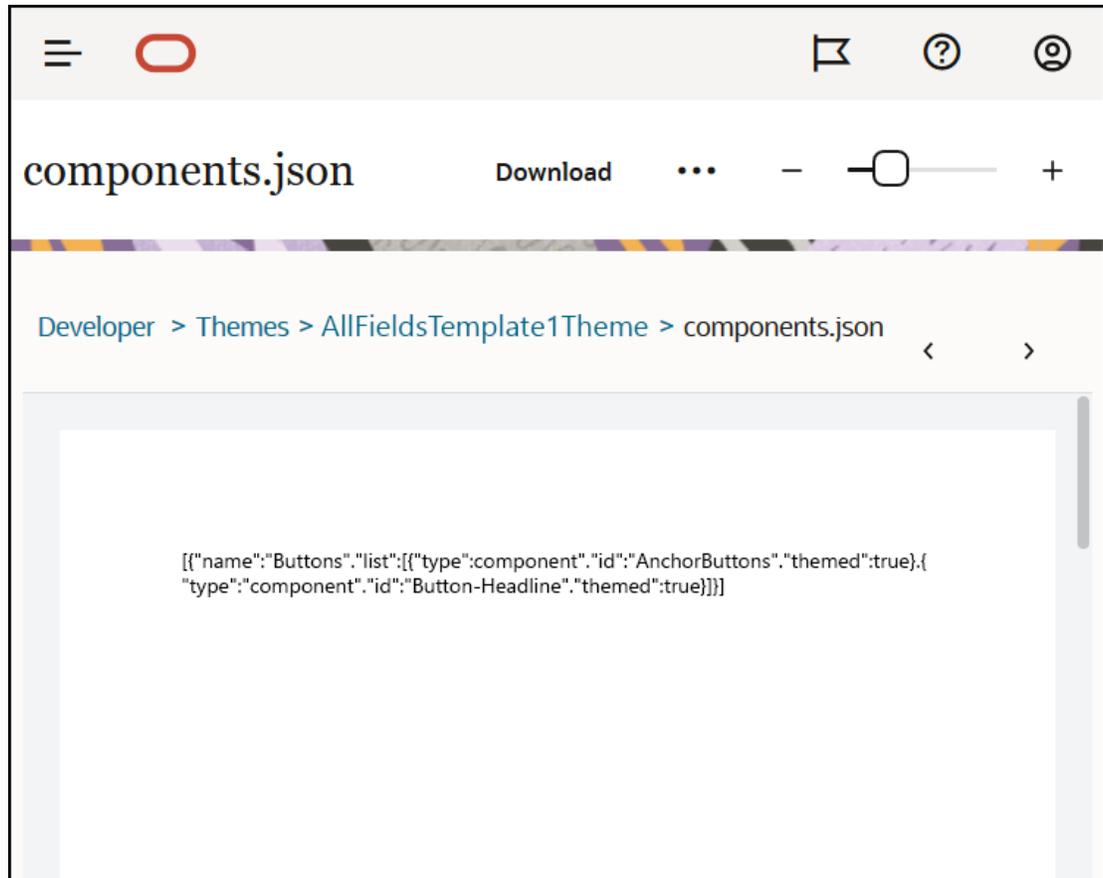 components.json
Download
Developer > Themes > AllFieldsTemplate1Theme > components.json
[{"name":"Buttons"."list":[{"type":component"."id":"AnchorButtons"."themed":true}.{
"type":"component"."id":"Button-Headline"."themed":true}]}]